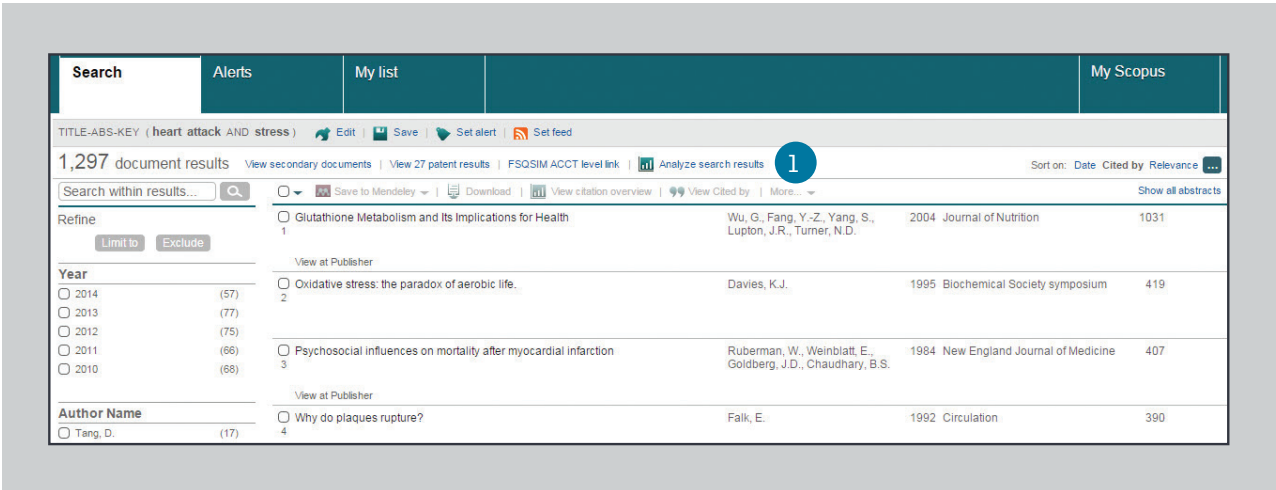 Search Alerts My list My Scopus
TITLE-ABS-KEY ( heart attack AND stress ) Edit | Save | Set alert | Set feed
1,297 document results View secondary documents | View 27 patent results | FSQSIM ACCT level link | Analyze search results 1 Sort on: Date Cited by Relevance ...
Search within results... Save to Mendeley | Download | View citation overview | View Cited by | More... Show all abstracts
Refine
Limit to Exclude
Year
2014 (57)
2013 (77)
2012 (75)
2011 (66)
2010 (68)
Author Name
Tang, D. (17)
Glutathione Metabolism and Its Implications for Health Wu, G., Fang, Y.-Z., Yang, S., 2004 Journal of Nutrition 1031
1 Lupton, J.R., Turner, N.D.
View at Publisher
Oxidative stress: the paradox of aerobic life. Davies, K.J. 1995 Biochemical Society symposium 419
2
Psychosocial influences on mortality after myocardial infarction Ruberman, W., Weinblatt, E., 1984 New England Journal of Medicine 407
3 Goldberg, J.D., Chaudhary, B.S.
View at Publisher
Why do plaques rupture? Falk, E. 1992 Circulation 390
4